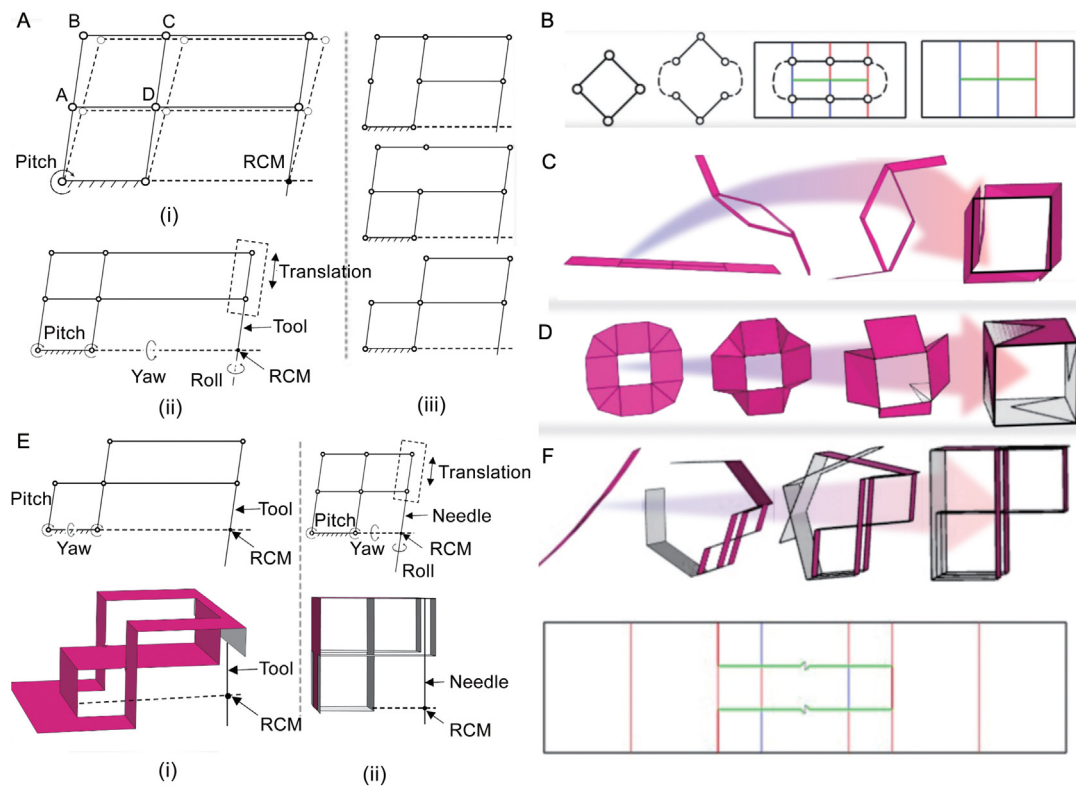 A
B
C
A
D
Pitch
RCM
(i)
Translation
Pitch
Tool
Yaw
Roll
RCM
(ii)
(iii)
B
C
D
E
Pitch
Yaw
Tool
RCM
Translation
Pitch
Needle
Yaw
RCM
Roll
Tool
RCM
(i)
Needle
RCM
(ii)
F